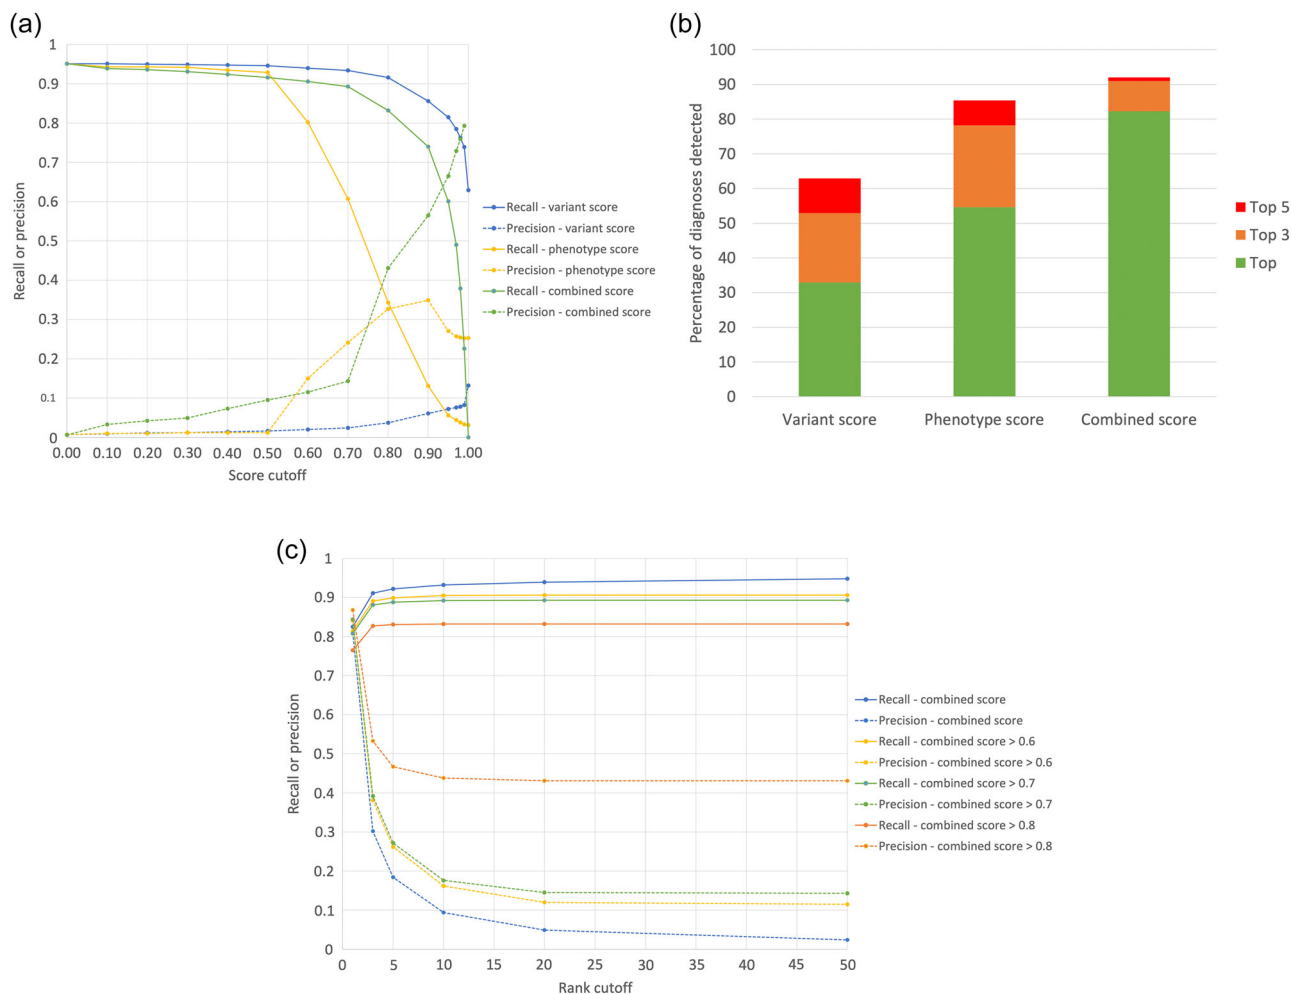 (a)
1
0.9
0.8
0.7
0.6
0.5
0.4
0.3
0.2
0.1
0
Recall or precision
0.00 0.10 0.20 0.30 0.40 0.50 0.60 0.70 0.80 0.90 1.00
Score cutoff
Recall - variant score
Precision - variant score
Recall - phenotype score
Precision - phenotype score
Recall - combined score
Precision - combined score
(b)
100
90
80
70
60
50
40
30
20
10
0
Percentage of diagnoses detected
Variant score Phenotype score Combined score
Top 5
Top 3
Top
(c)
1
0.9
0.8
0.7
0.6
0.5
0.4
0.3
0.2
0.1
0
Recall or precision
0 5 10 15 20 25 30 35 40 45 50
Rank cutoff
Recall - combined score
Precision - combined score
Recall - combined score > 0.6
Precision - combined score > 0.6
Recall - combined score > 0.7
Precision - combined score > 0.7
Recall - combined score > 0.8
Precision - combined score > 0.8